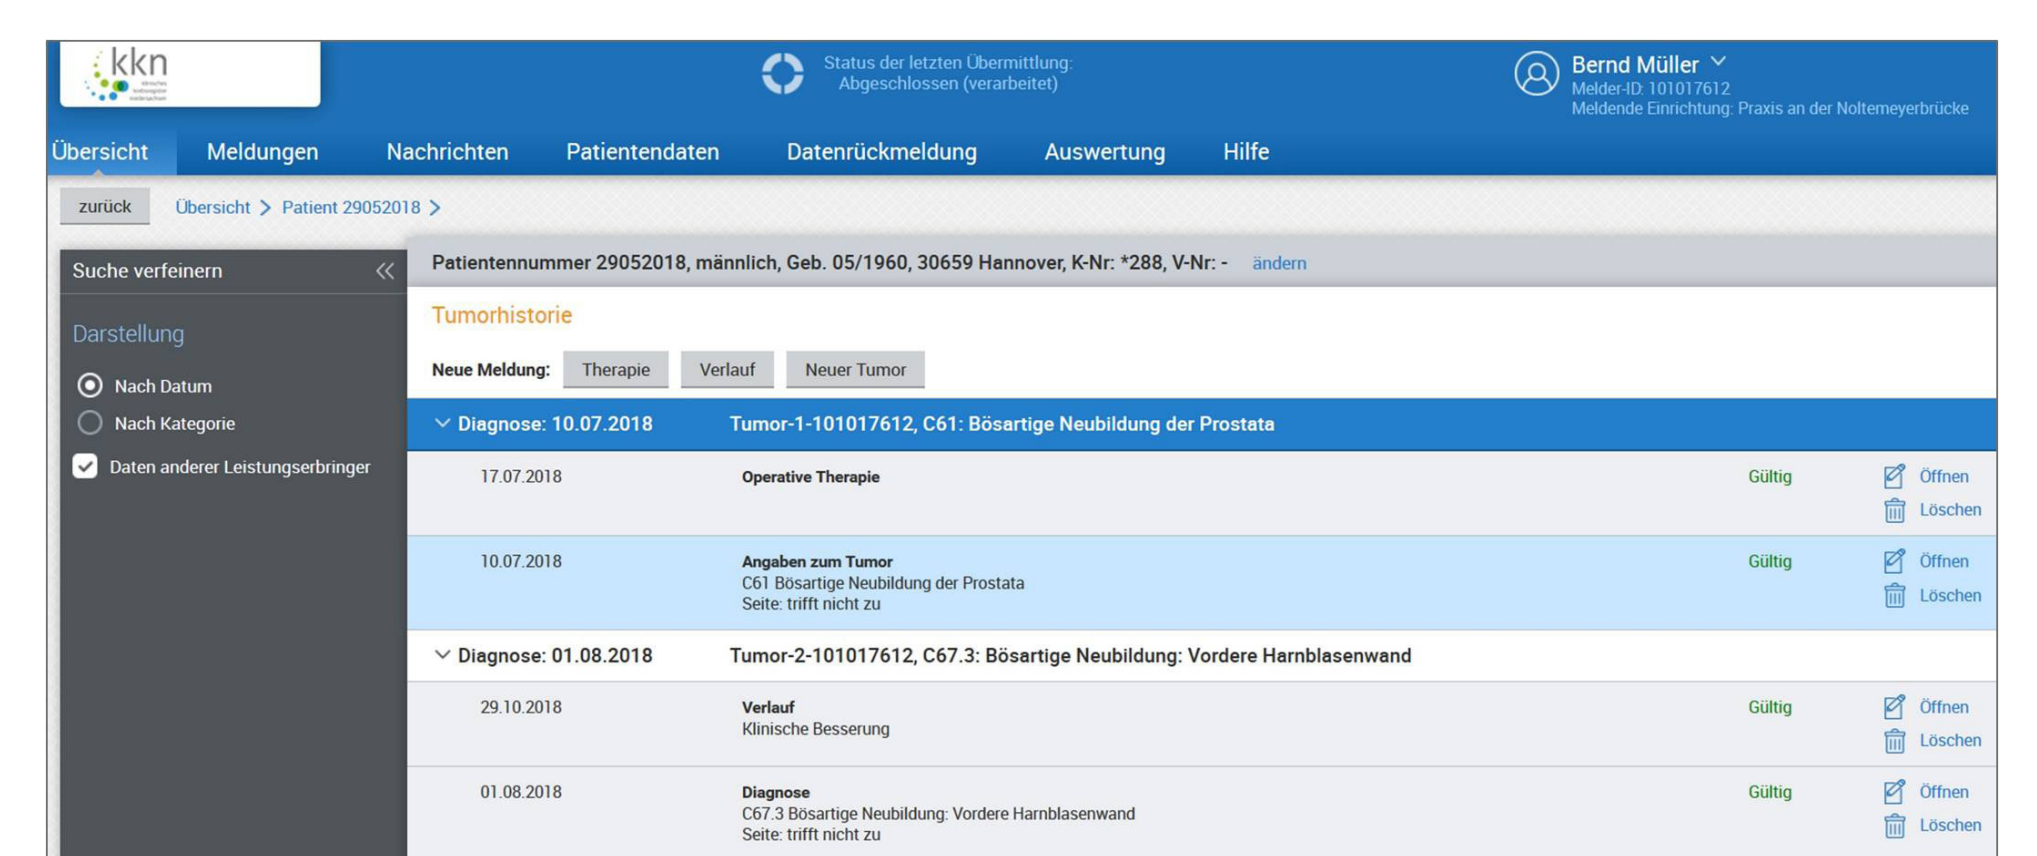 kkn
Status der letzten Übermittlung:
Abgeschlossen (verarbeitet)
Bernd Müller
Melder-ID: 101017612
Meldende Einrichtung: Praxis an der Noltemeyerbrücke
Übersicht Meldungen Nachrichten Patientendaten Datenrückmeldung Auswertung Hilfe
zurück Übersicht > Patient 29052018 >
Suche verfeinern
Darstellung
Nach Datum
Nach Kategorie
Daten anderer Leistungserbringer
Patientennummer 29052018, männlich, Geb. 05/1960, 30659 Hannover, K-Nr: *288, V-Nr: - ändern
Tumorhistorie
Neue Meldung: Therapie Verlauf Neuer Tumor
Diagnose: 10.07.2018 Tumor-1-101017612, C61: Bösartige Neubildung der Prostata
17.07.2018 Operative Therapie Gültig Öffnen
Löschen
10.07.2018 Angaben zum Tumor Gültig Öffnen
C61 Bösartige Neubildung der Prostata
Seite: trifft nicht zu Löschen
Diagnose: 01.08.2018 Tumor-2-101017612, C67.3: Bösartige Neubildung: Vordere Harnblasenwand
29.10.2018 Verlauf Gültig Öffnen
Klinische Besserung Löschen
01.08.2018 Diagnose Gültig Öffnen
C67.3 Bösartige Neubildung: Vordere Harnblasenwand
Seite: trifft nicht zu Löschen